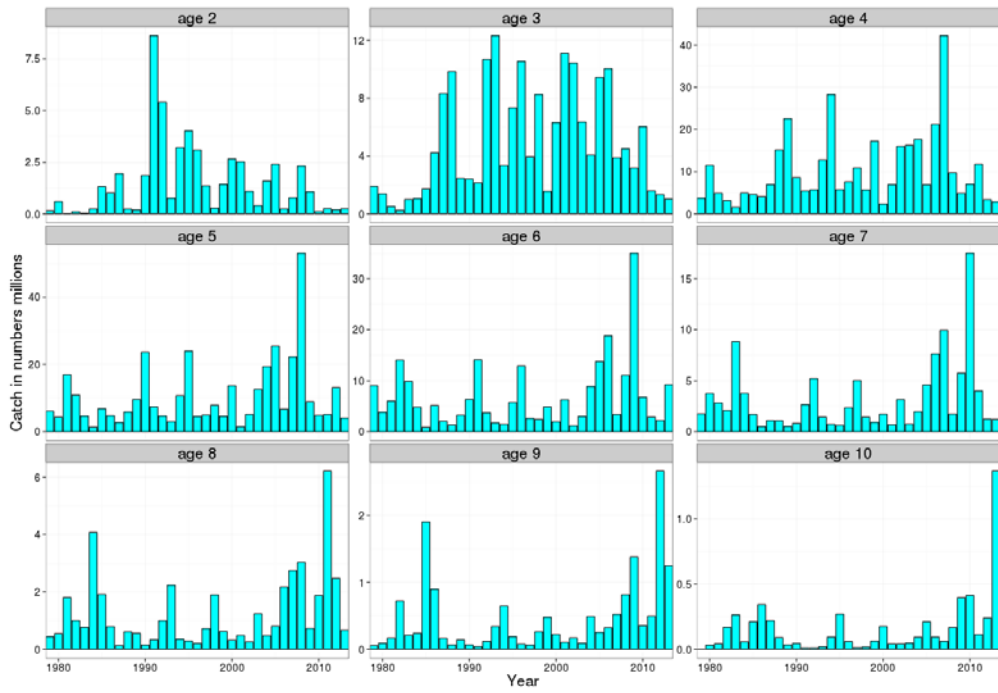 age 2 age 3 age 4
7.5 12 40
5.0 8 30
2.5 4 20
0.0 0 10
0
age 5 age 6 age 7
40 30 15
20 20 10
0 10 5
0 0
age 8 age 9 age 10
6 2 1.0
4 1 0.5
2 0 0.0
0
1980 1990 2000 2010 1980 1990 2000 2010 1980 1990 2000 2010
Year
Catch in numbers millions